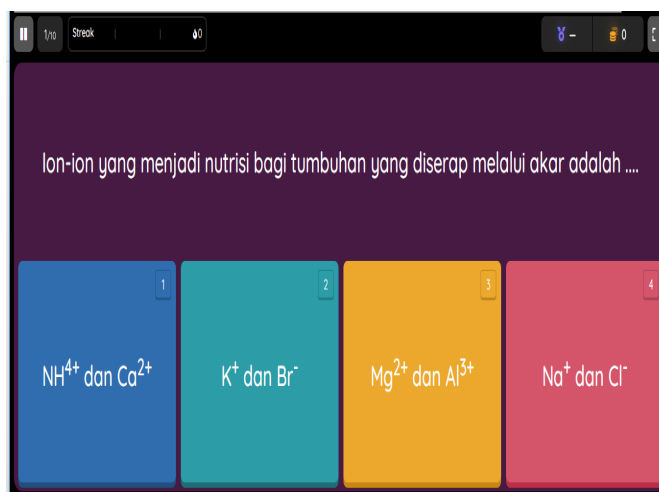 1/10
Streak
0
–
0
Ion-ion yang menjadi nutrisi bagi tumbuhan yang diserap melalui akar adalah ....
1
NH⁴⁺ dan Ca²⁺
2
K⁺ dan Br⁻
3
Mg²⁺ dan Al³⁺
4
Na⁺ dan Cl⁻